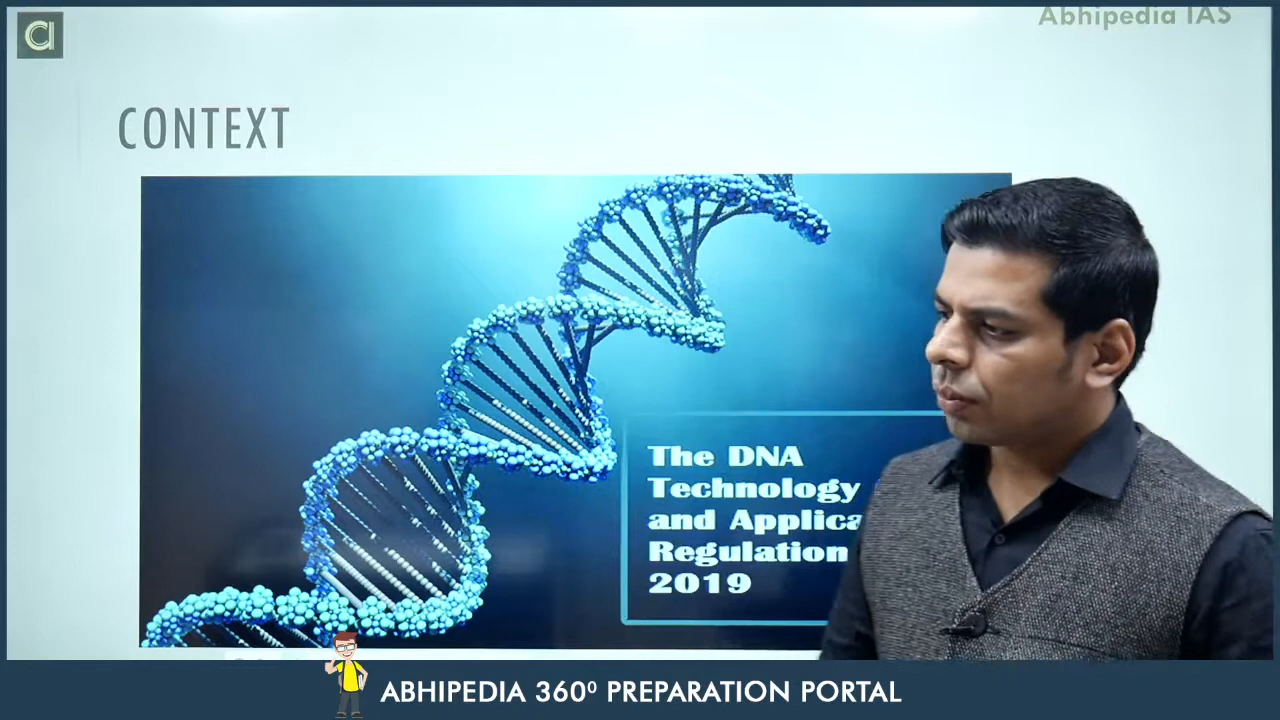 Abhipedia IAS
CONTEXT
The DNA
Technology
and Applica
Regulation
2019
ABHIPEDIA 360⁰ PREPARATION PORTAL